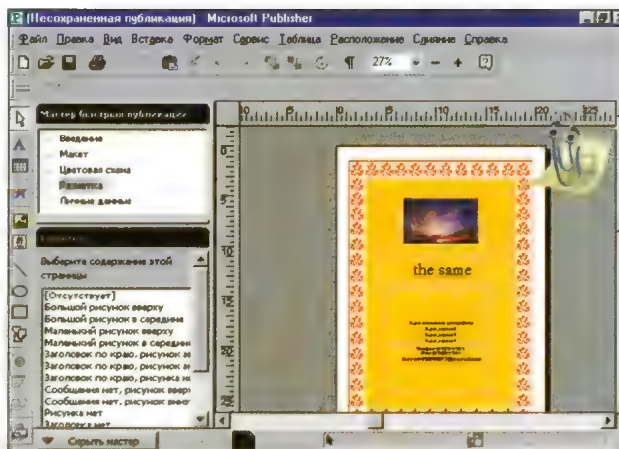 (Несохраненная публикация) Microsoft Publisher
Файл Правка Вид Вставка Формат Сервис Таблица Расположение Слияние Справка
27%
Мастер быстрых публикаций
Введение
Макет
Цветовая схема
Разметка
Личные данные
Выберите содержание этой
страницы
[Отсутствует]
Большой рисунок вверху
Большой рисунок в середине
Маленький рисунок вверху
Маленький рисунок в середине
Заголовок по краю, рисунок
Заголовок по краю, рисунок
Заголовок по краю, рисунка
Сообщения нет, рисунок
Сообщения нет, рисунок
Рисунка нет
Заголовка нет
Скрыть мастер
the same